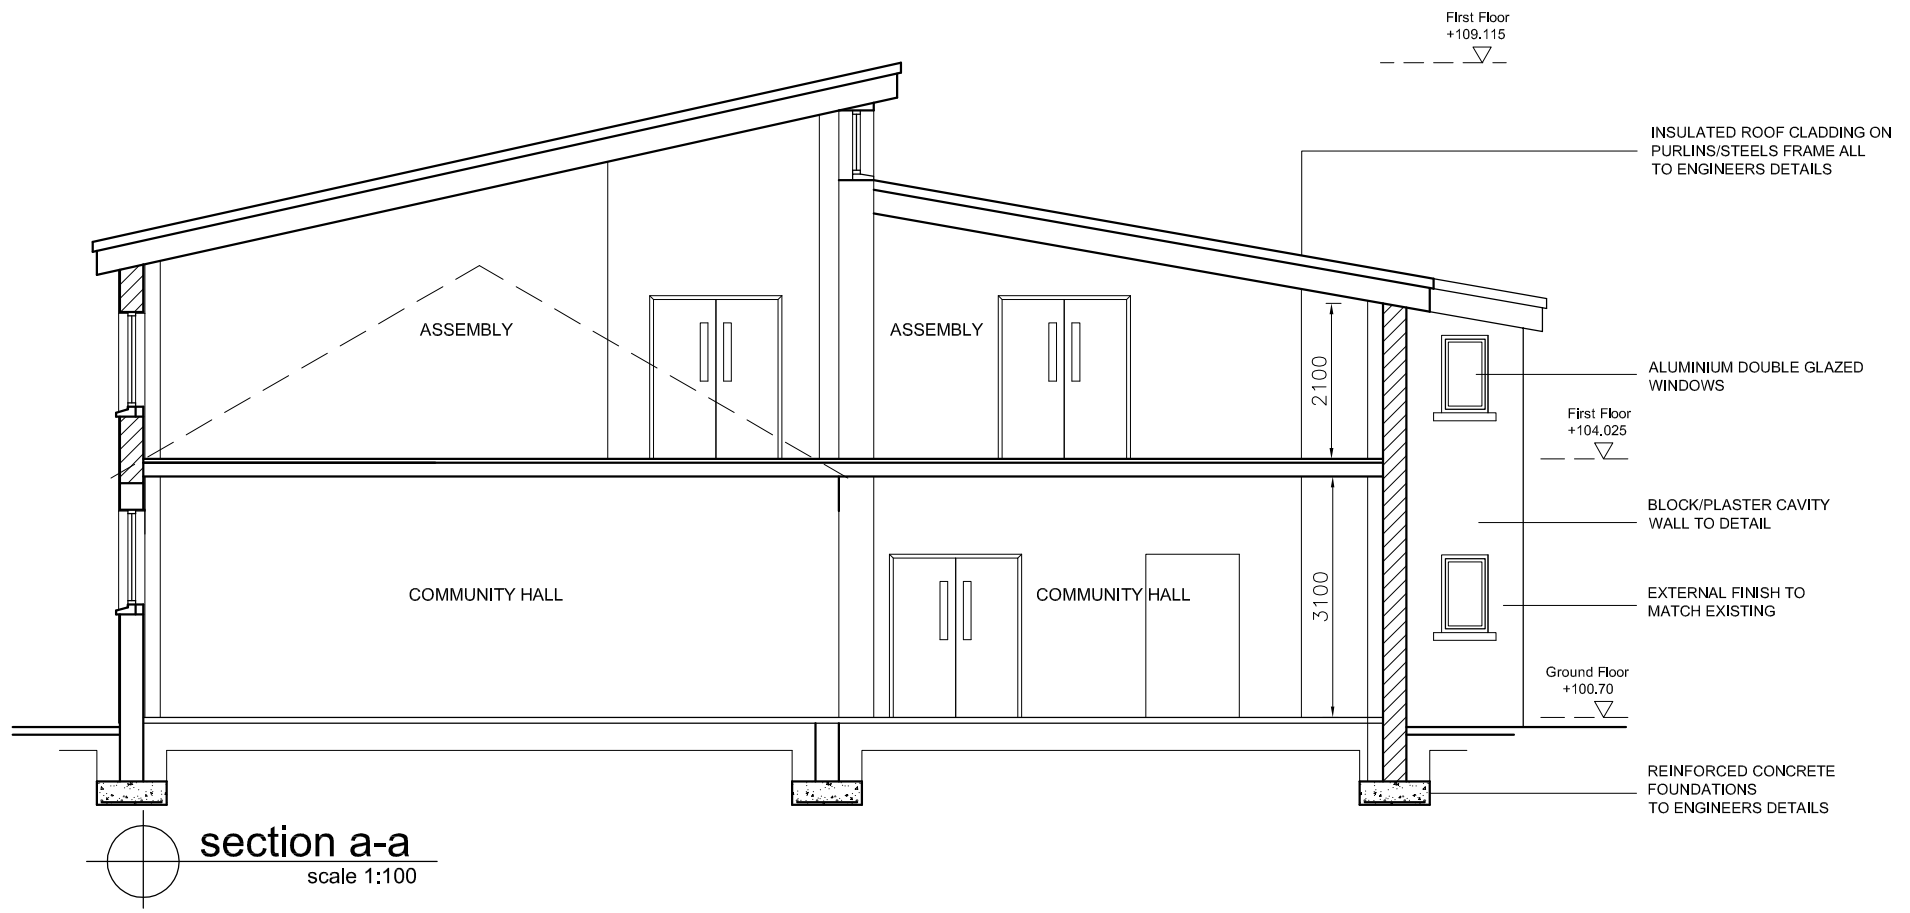 First Floor
+109.115
INSULATED ROOF CLADDING ON
PURLINS/STEELS FRAME ALL
TO ENGINEERS DETAILS
ASSEMBLY
ASSEMBLY
2100
ALUMINIUM DOUBLE GLAZED
WINDOWS
First Floor
+104.025
BLOCK/PLASTER CAVITY
WALL TO DETAIL
COMMUNITY HALL
COMMUNITY HALL
3100
EXTERNAL FINISH TO
MATCH EXISTING
Ground Floor
+100.70
REINFORCED CONCRETE
FOUNDATIONS
TO ENGINEERS DETAILS
section a-a
scale 1:100